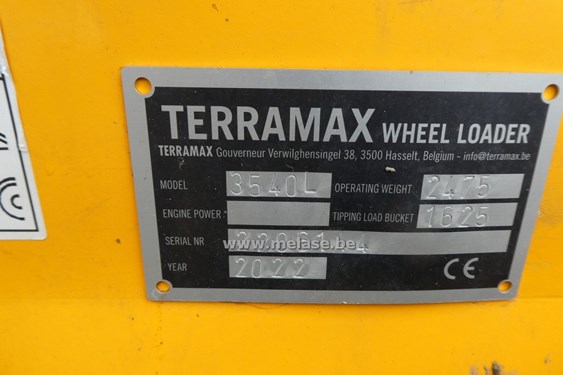 TERRAMAX WHEEL LOADER
TERRAMAX Gouverneur Verwilghensingel 38, 3500 Hasselt, Belgium - info@terramax.be
MODEL 3540L OPERATING WEIGHT 2475
ENGINE POWER TIPPING LOAD BUCKET 1625
SERIAL NR
www.melase.be
YEAR 2022 CE